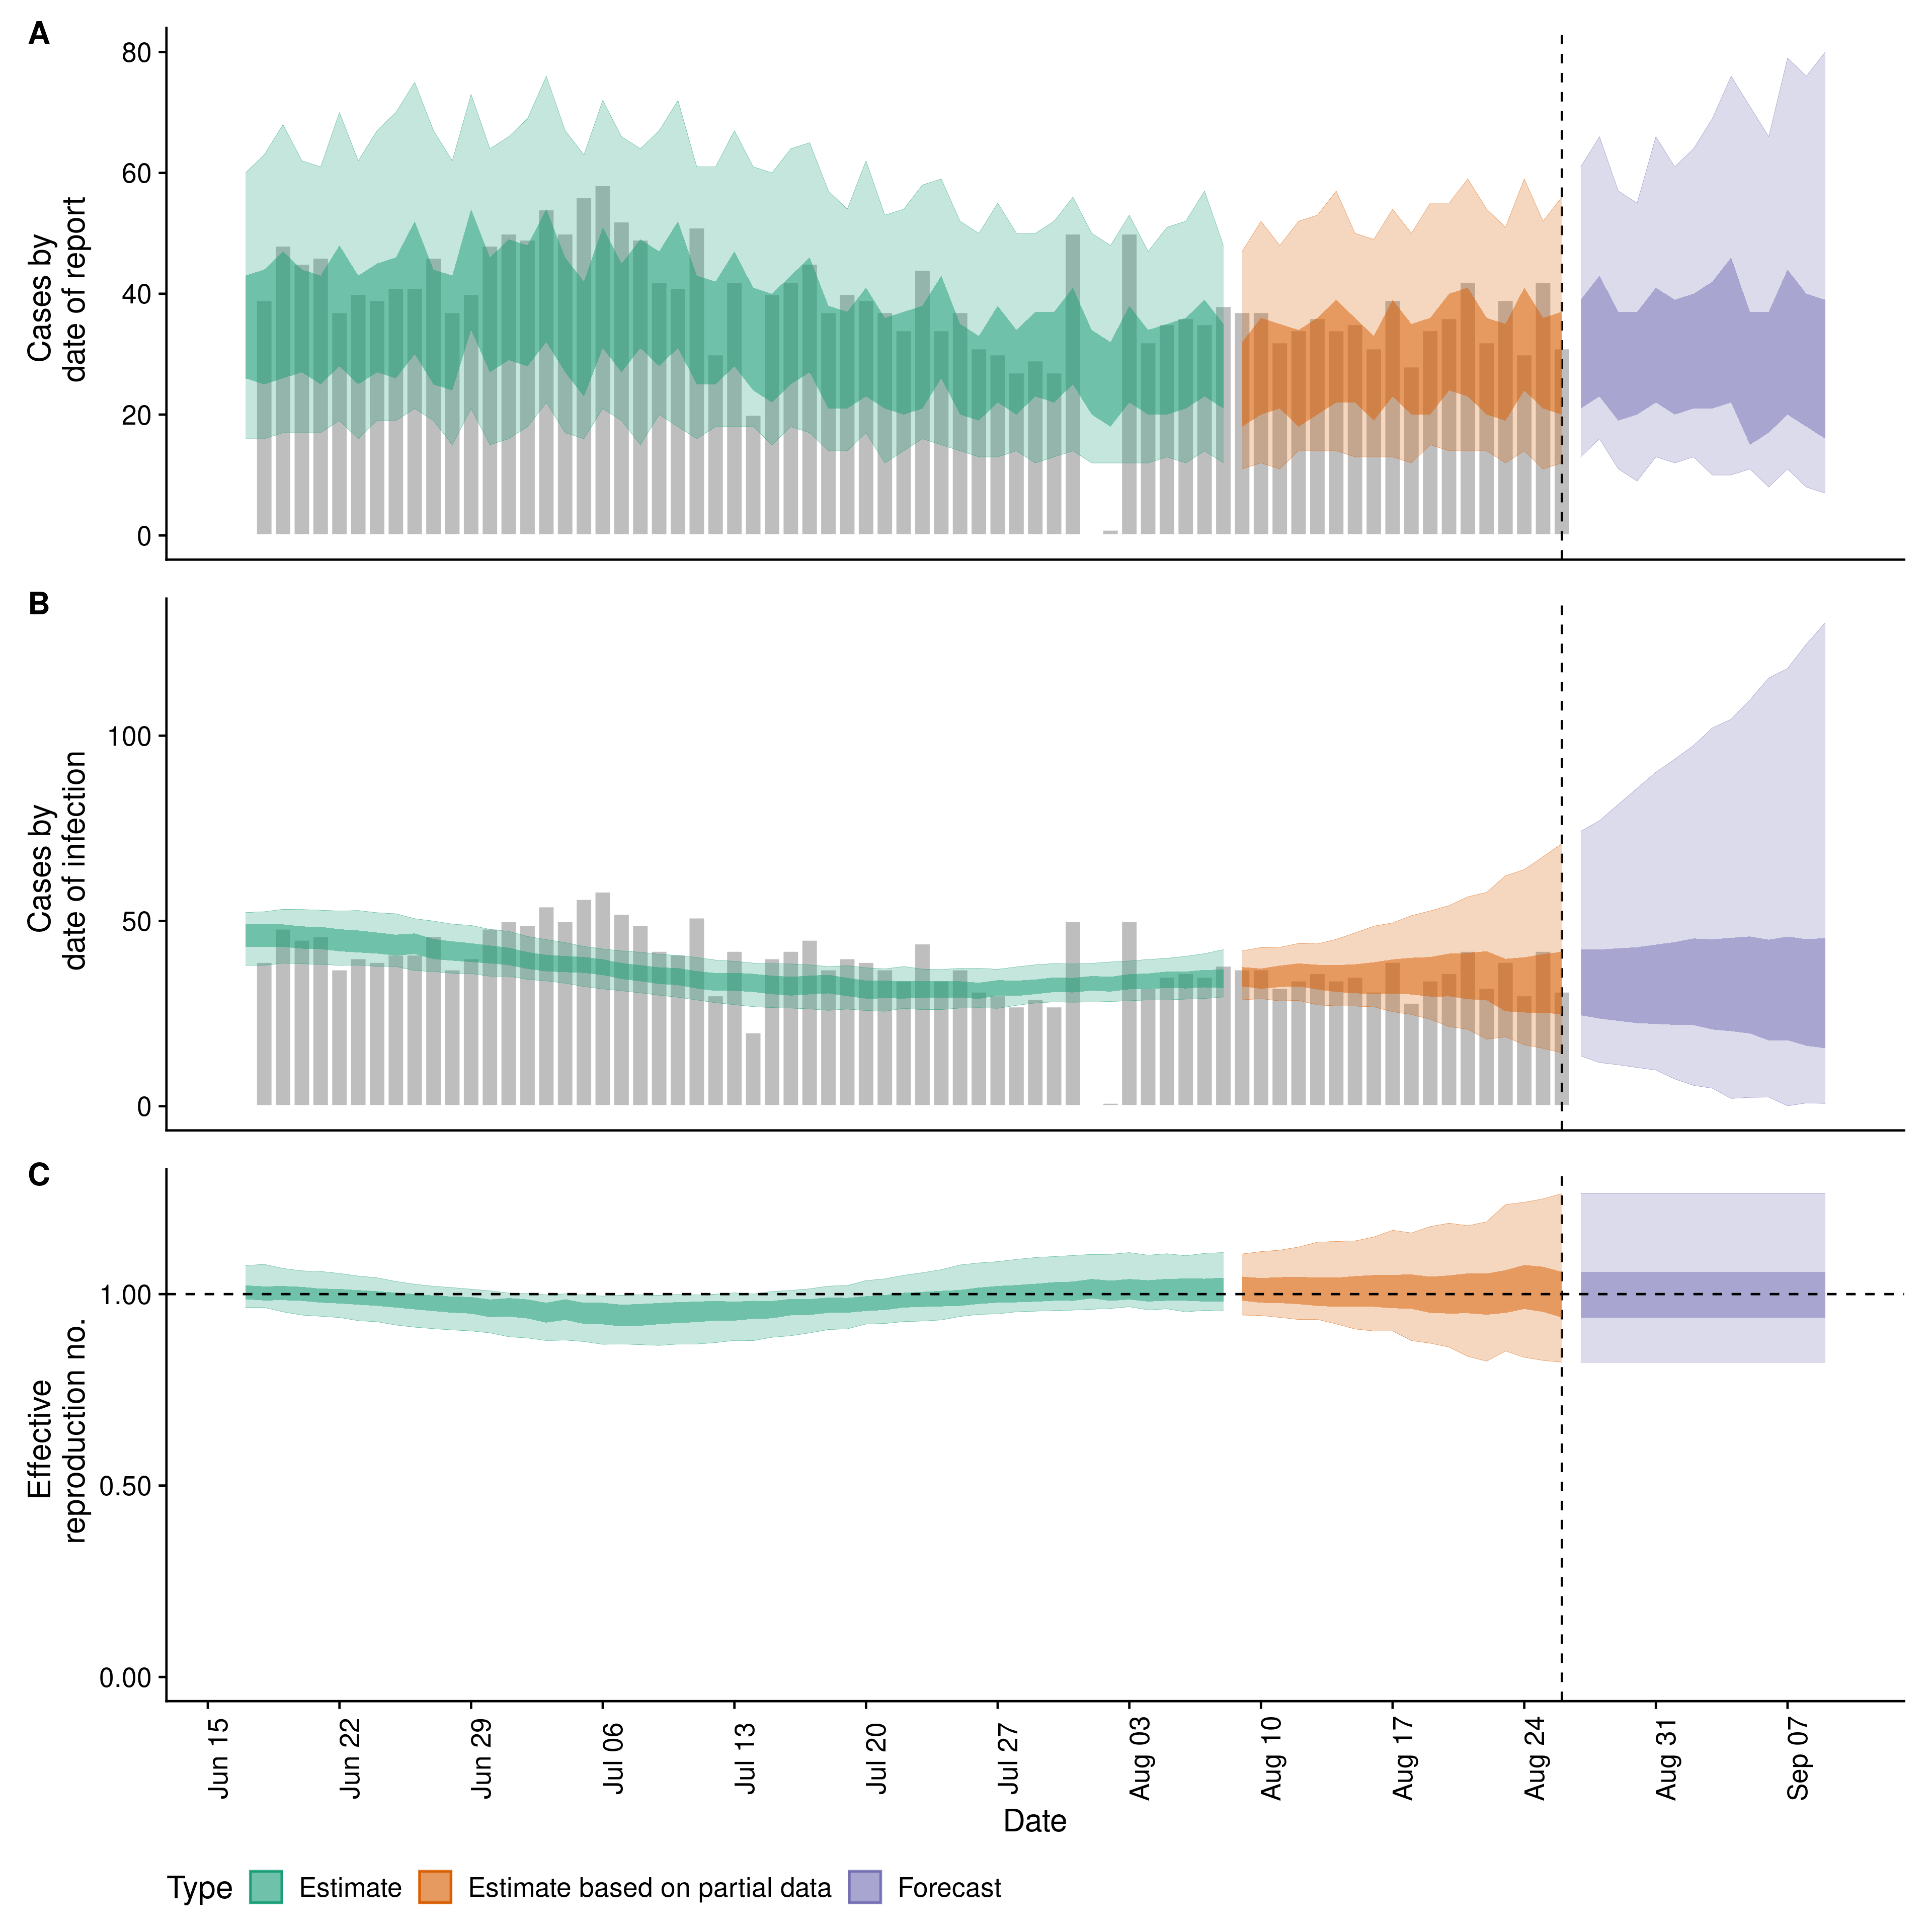 A
80
60
40
20
0
Cases by
date of report
B
100
50
0
Cases by
date of infection
C
1.00
0.50
0.00
Effective
reproduction no.
Jun 15
Jun 22
Jun 29
Jul 06
Jul 13
Jul 20
Jul 27
Aug 03
Aug 10
Aug 17
Aug 24
Aug 31
Sep 07
Date
Type Estimate Estimate based on partial data Forecast